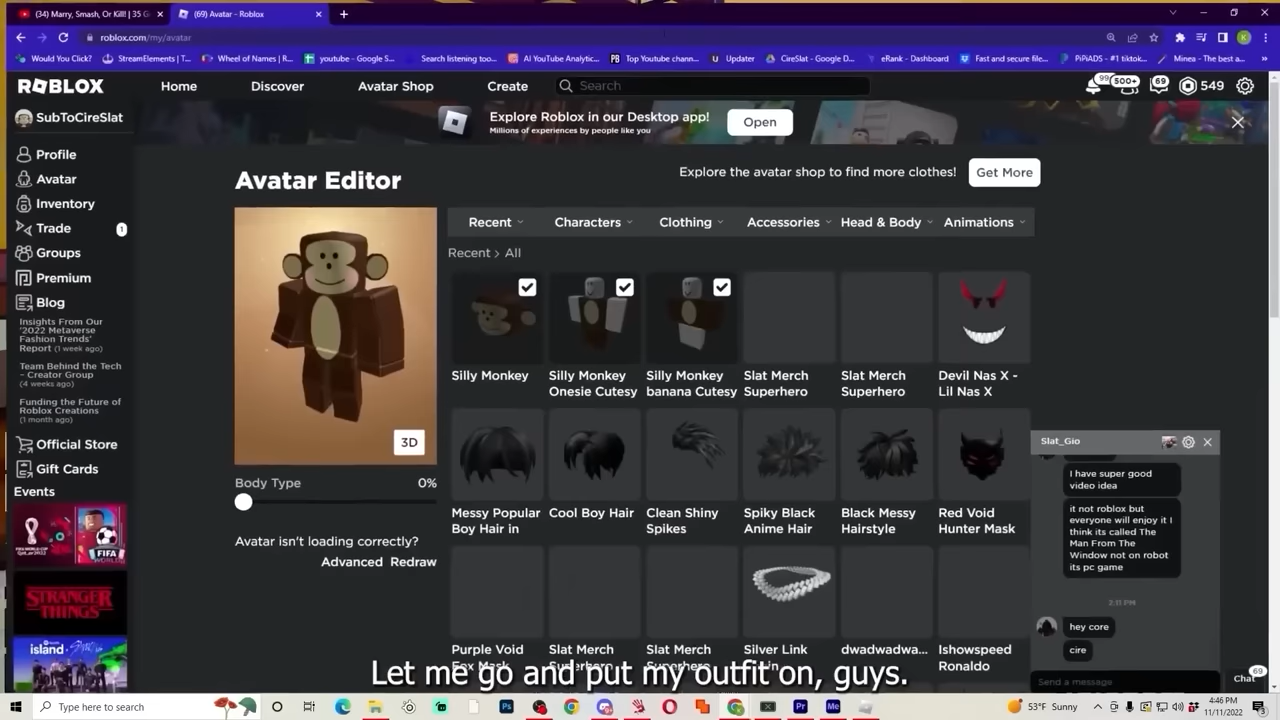 (34) Marry, Smash, Or Kill! | 35 G
(69) Avatar - Roblox
roblox.com/my/avatar
Would You Click?
StreamElements | T...
Wheel of Names | R...
youtube - Google S...
Search listing too...
AI YouTube Analytic...
Top Youtube chann...
Updater
CireSlat - Google D...
eRank - Dashboard
Fast and secure file...
PiPiADS - #1 tiktok...
Minea - The best a...
ROBLOX
Home
Discover
Avatar Shop
Create
Search
99
500+
69
549
SubToCireSlat
Explore Roblox in our Desktop app!
Millions of experiences by people like you
Open
Profile
Avatar
Inventory
Trade
1
Groups
Premium
Blog
Insights From Our
'2022 Metaverse
Fashion Trends'
Report (1 week ago)
Team Behind the Tech
- Creator Group
(4 weeks ago)
Funding the Future of
Roblox Creations
(1 month ago)
Official Store
Gift Cards
Events
FIFA
WORLD
STRANGER
THINGS
island
Avatar Editor
Explore the avatar shop to find more clothes!
Get More
3D
Body Type
0%
Avatar isn't loading correctly?
Advanced
Redraw
Recent
Characters
Clothing
Accessories
Head & Body
Animations
Recent > All
Silly Monkey
Silly Monkey
Onesie Cutesy
Silly Monkey
banana Cutesy
Slat Merch
Superhero
Slat Merch
Superhero
Devil Nas X -
Lil Nas X
Messy Popular
Boy Hair in
Cool Boy Hair
Clean Shiny
Spikes
Spiky Black
Anime Hair
Black Messy
Hairstyle
Red Void
Hunter Mask
Purple Void
Fox Mask
Slat Merch
Superhero
Slat Merch
Silver Link
dwadwadwa...
Ishowspeed
Ronaldo
Slat_Gio
I have super good
video idea
it not roblox but
everyone will enjoy it I
think its called The
Man From The
Window not on robot
its pc game
2:11 PM
hey core
cire
Send a message
Chat
69
Let me go and put my outfit on, guys.
Type here to search
53°F Sunny
4:46 PM
11/11/2022